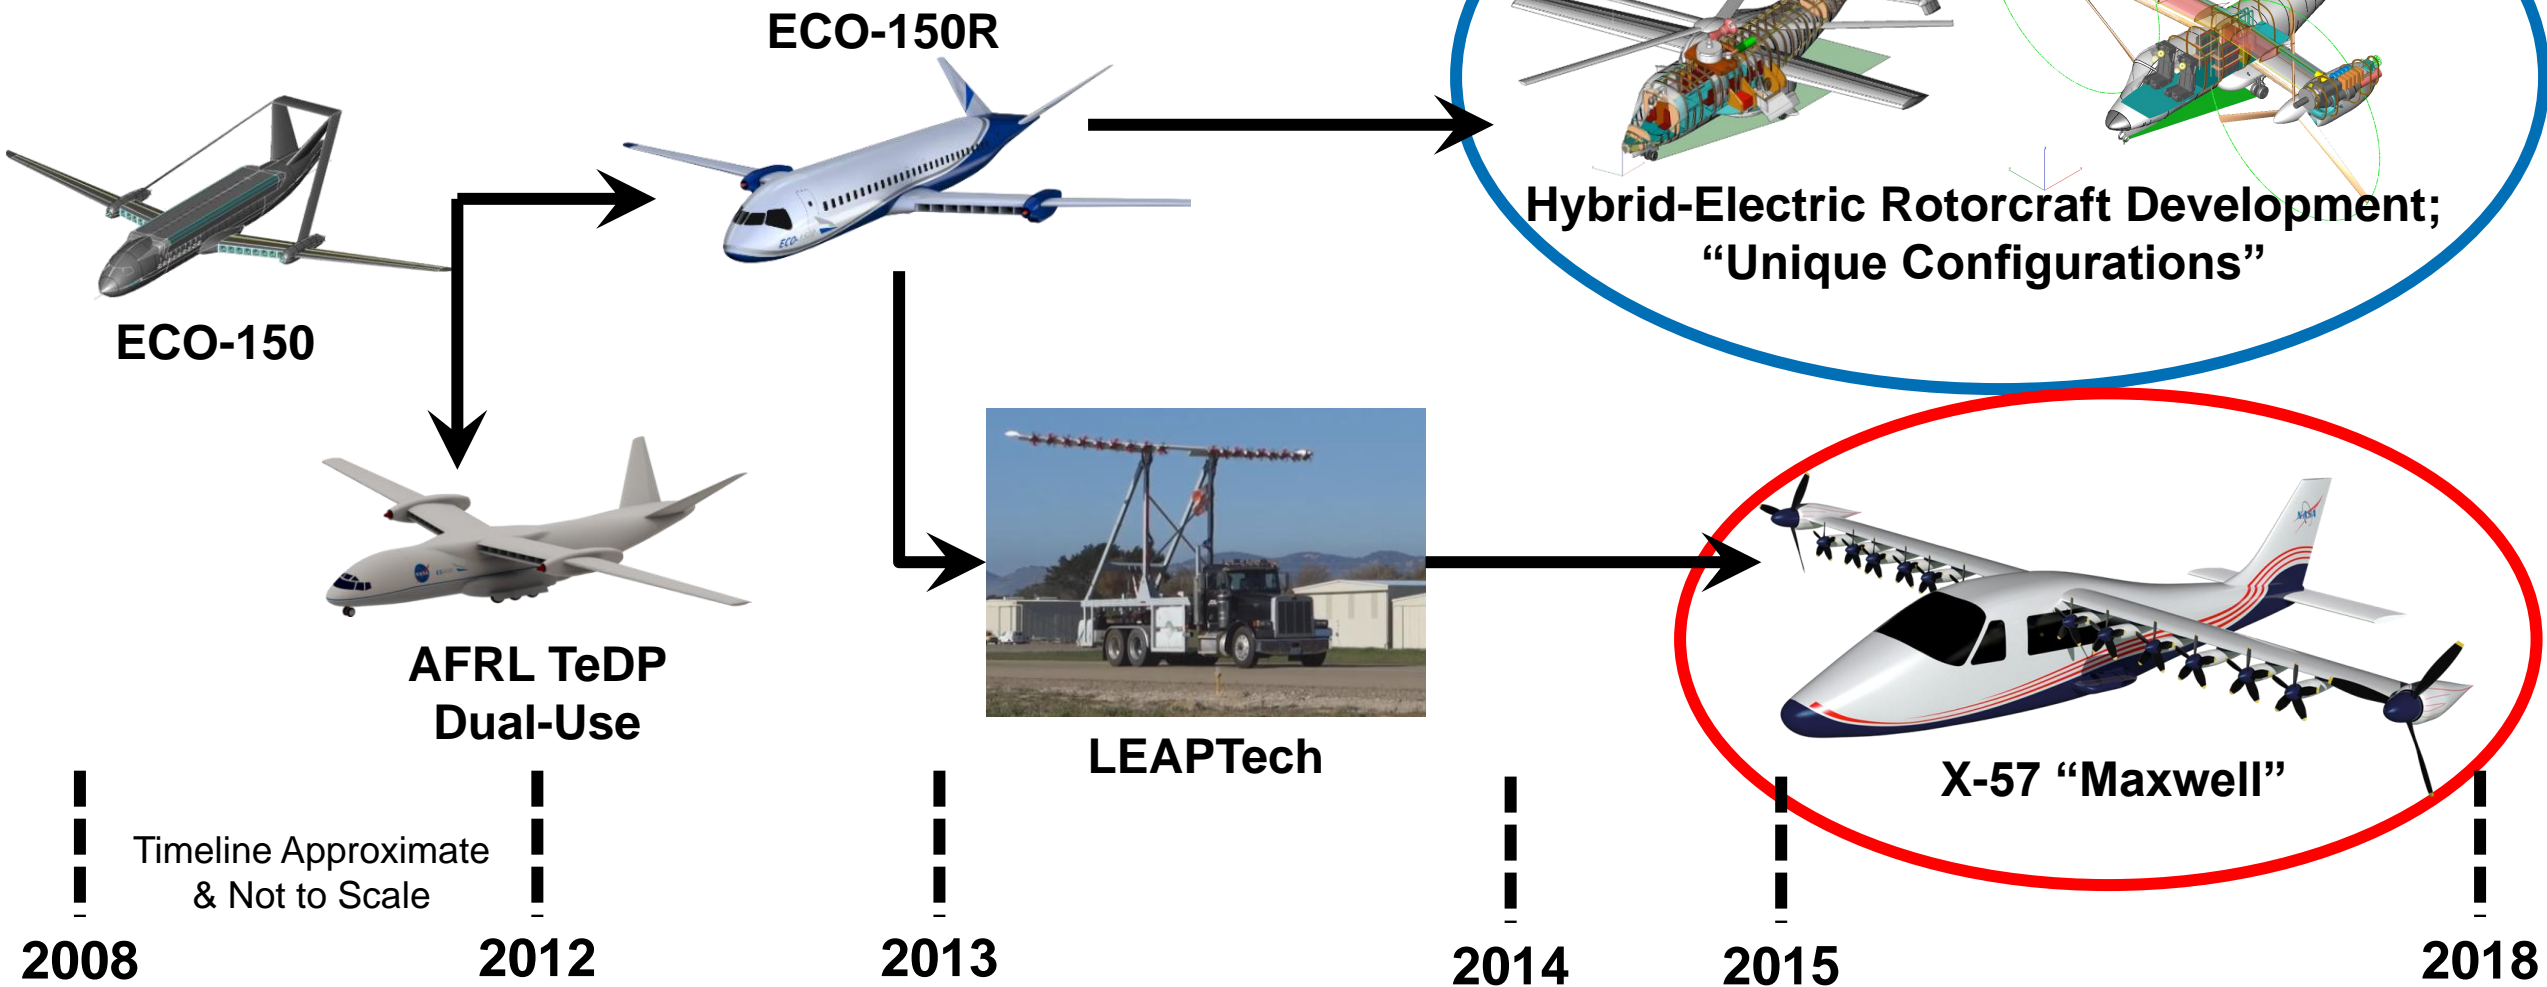 ECO-150R
Hybrid-Electric Rotorcraft Development;
“Unique Configurations”
ECO-150
AFRL TeDP
Dual-Use
LEAPTech
NASA
X-57 “Maxwell”
Timeline Approximate
& Not to Scale
2008
2012
2013
2014
2015
2018